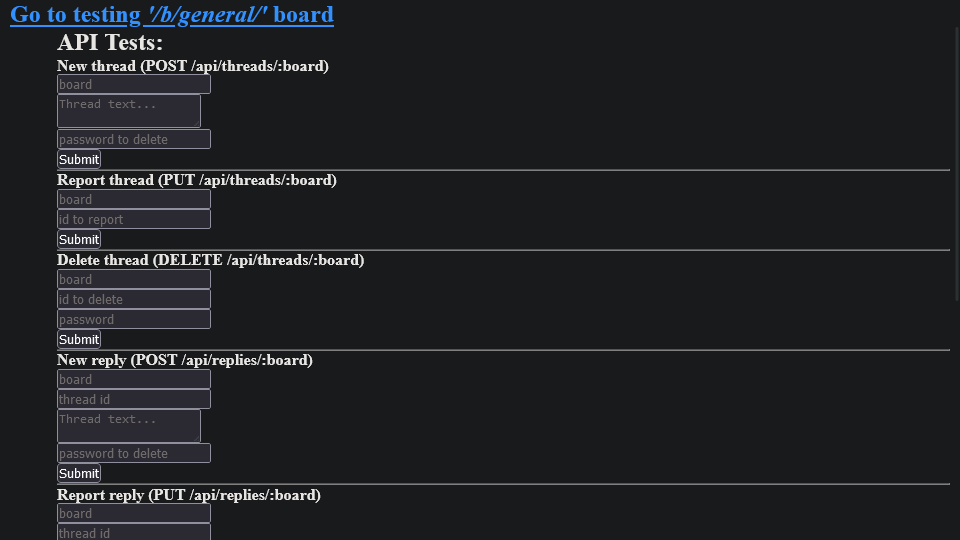 Go to testing '/b/general/' board
API Tests:
New thread (POST /api/threads/:board)
board
Thread text...
password to delete
Submit
Report thread (PUT /api/threads/:board)
board
id to report
Submit
Delete thread (DELETE /api/threads/:board)
board
id to delete
password
Submit
New reply (POST /api/replies/:board)
board
thread id
Thread text...
password to delete
Submit
Report reply (PUT /api/replies/:board)
board
thread id